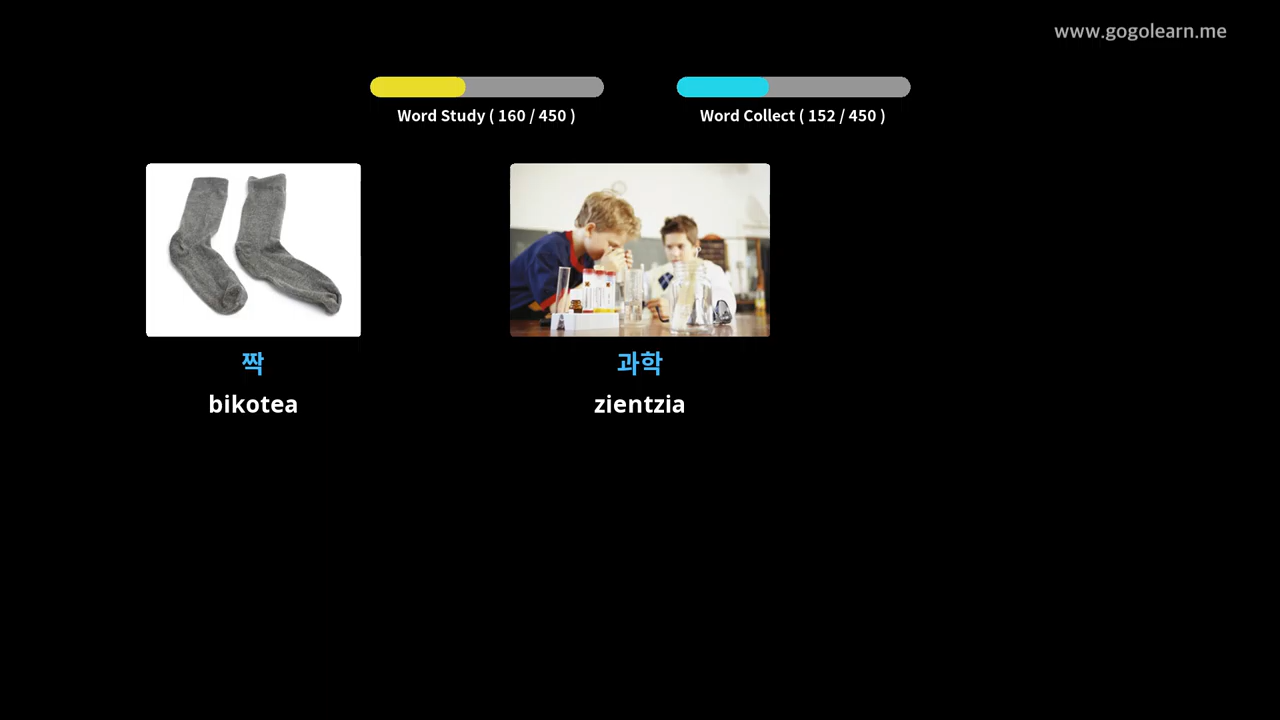 www.gogolearn.me
Word Study ( 160 / 450 )
Word Collect ( 152 / 450 )
짝
bikotea
과학
zientzia